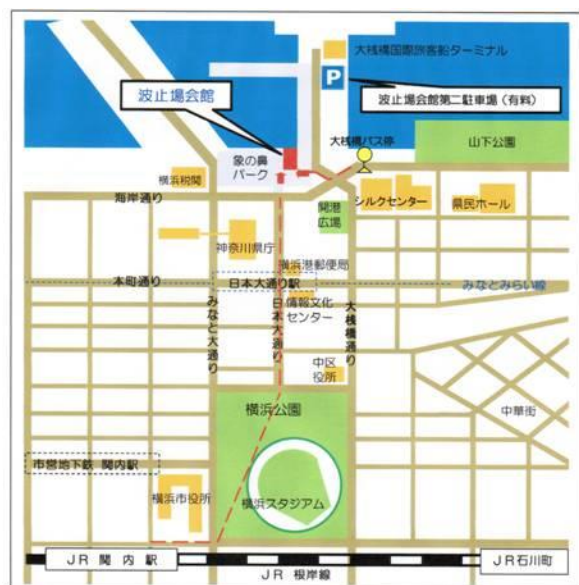 大桟橋国際旅客船ターミナル
P
波止場会館
波止場会館第二駐車場（有料）
大桟橋バス停
山下公園
象の鼻
パーク
横浜税関
海岸通り
開港
広場
シルクセンター
県民ホール
神奈川県庁
横浜港郵便局
本町通り
日本大通り駅
みなとみらい線
みなと大通り
日本大通り
情報文化
センター
大桟橋通り
中区
役所
横浜公園
中華街
市営地下鉄 関内駅
横浜市役所
横浜スタジアム
ＪＲ 関 内 駅
ＪＲ石川町
ＪＲ 根岸線